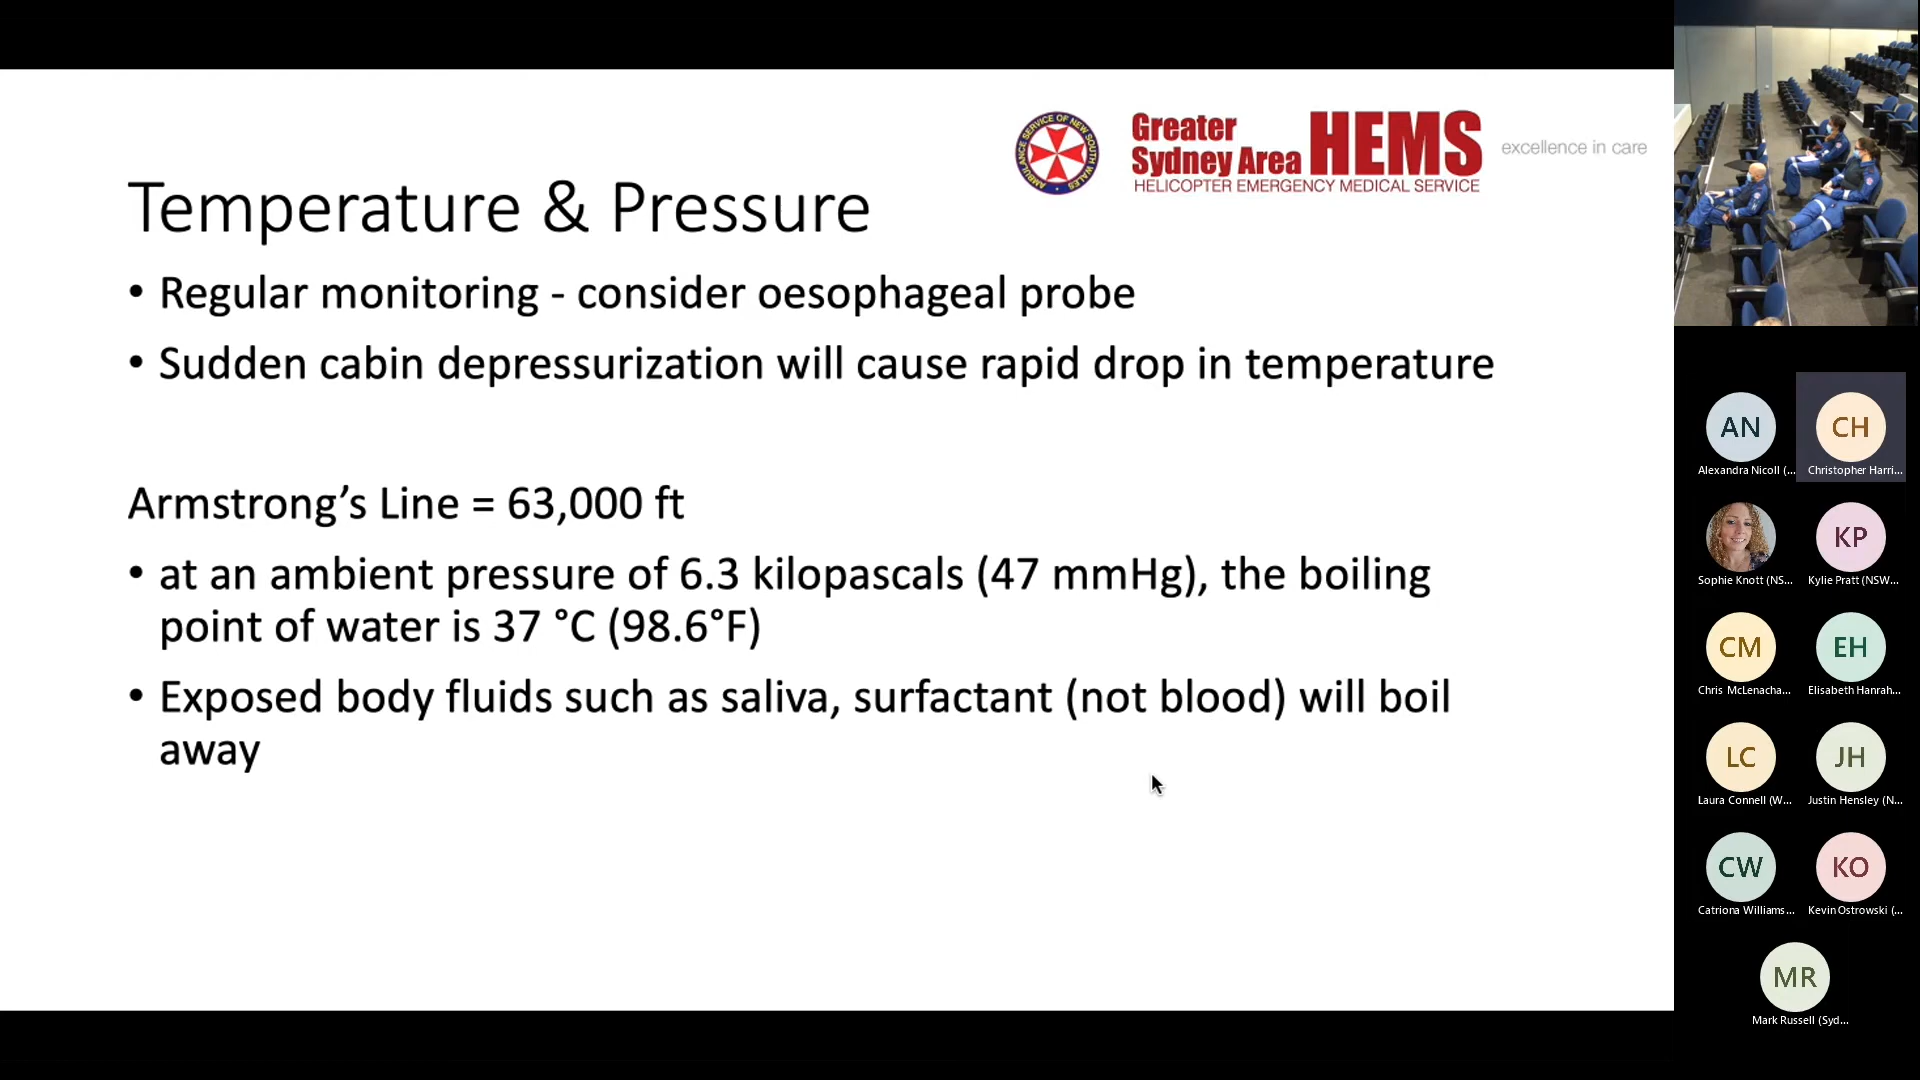 AMBULANCE SERVICE OF NEW SOUTH WALES
Greater
Sydney Area HEMS
HELICOPTER EMERGENCY MEDICAL SERVICE
excellence in care
Temperature & Pressure
• Regular monitoring - consider oesophageal probe
• Sudden cabin depressurization will cause rapid drop in temperature
Armstrong’s Line = 63,000 ft
• at an ambient pressure of 6.3 kilopascals (47 mmHg), the boiling
point of water is 37 °C (98.6°F)
• Exposed body fluids such as saliva, surfactant (not blood) will boil
away
AN
Alexandra Nicoll (...
CH
Christopher Harri...
Sophie Knott (NS...
KP
Kylie Pratt (NSW...
CM
Chris McLenacha...
EH
Elisabeth Hanrah...
LC
Laura Connell (W...
JH
Justin Hensley (N...
CW
Catriona Williams...
KO
Kevin Ostrowski (...
MR
Mark Russell (Syd...